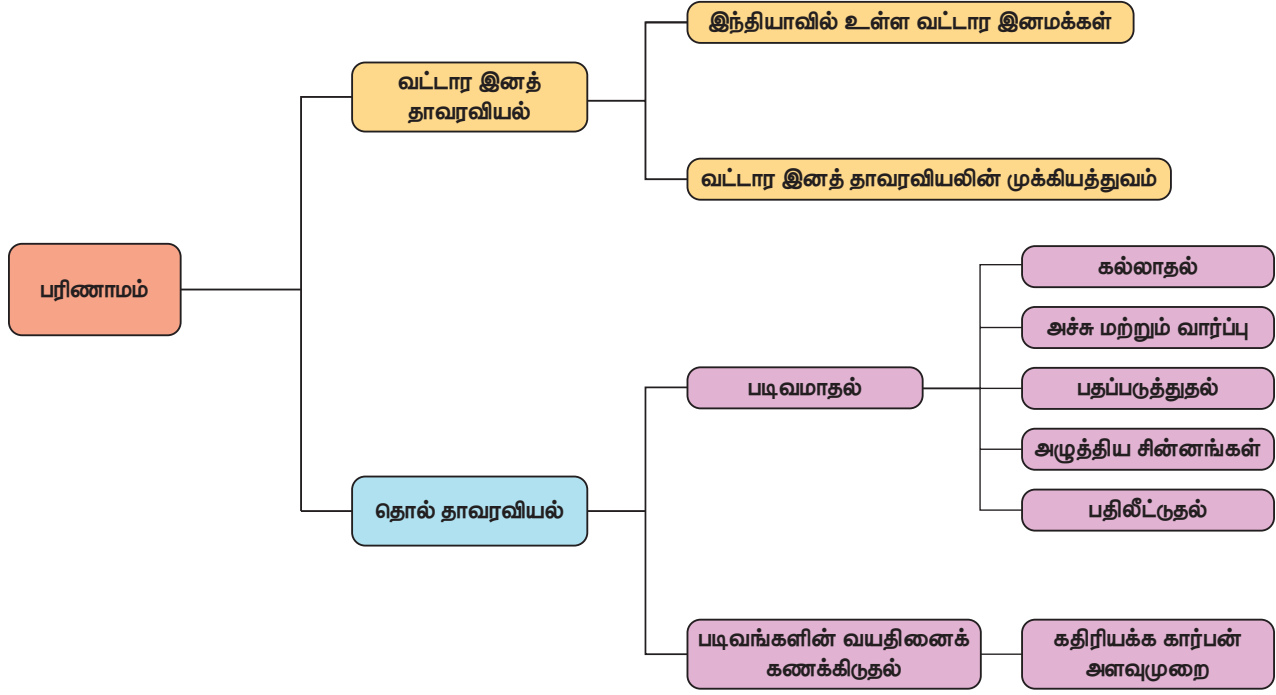 பரிணாமம்
வட்டார இனத்
தாவரவியல்
இந்தியாவில் உள்ள வட்டார இனமக்கள்
வட்டார இனத் தாவரவியலின் முக்கியத்துவம்
தொல் தாவரவியல்
படிவமாதல்
கல்லாதல்
அச்சு மற்றும் வார்ப்பு
பதப்படுத்துதல்
அழுத்திய சின்னங்கள்
பதிலீட்டுதல்
படிவங்களின் வயதினைக்
கணக்கிடுதல்
கதிரியக்க கார்பன்
அளவுமுறை